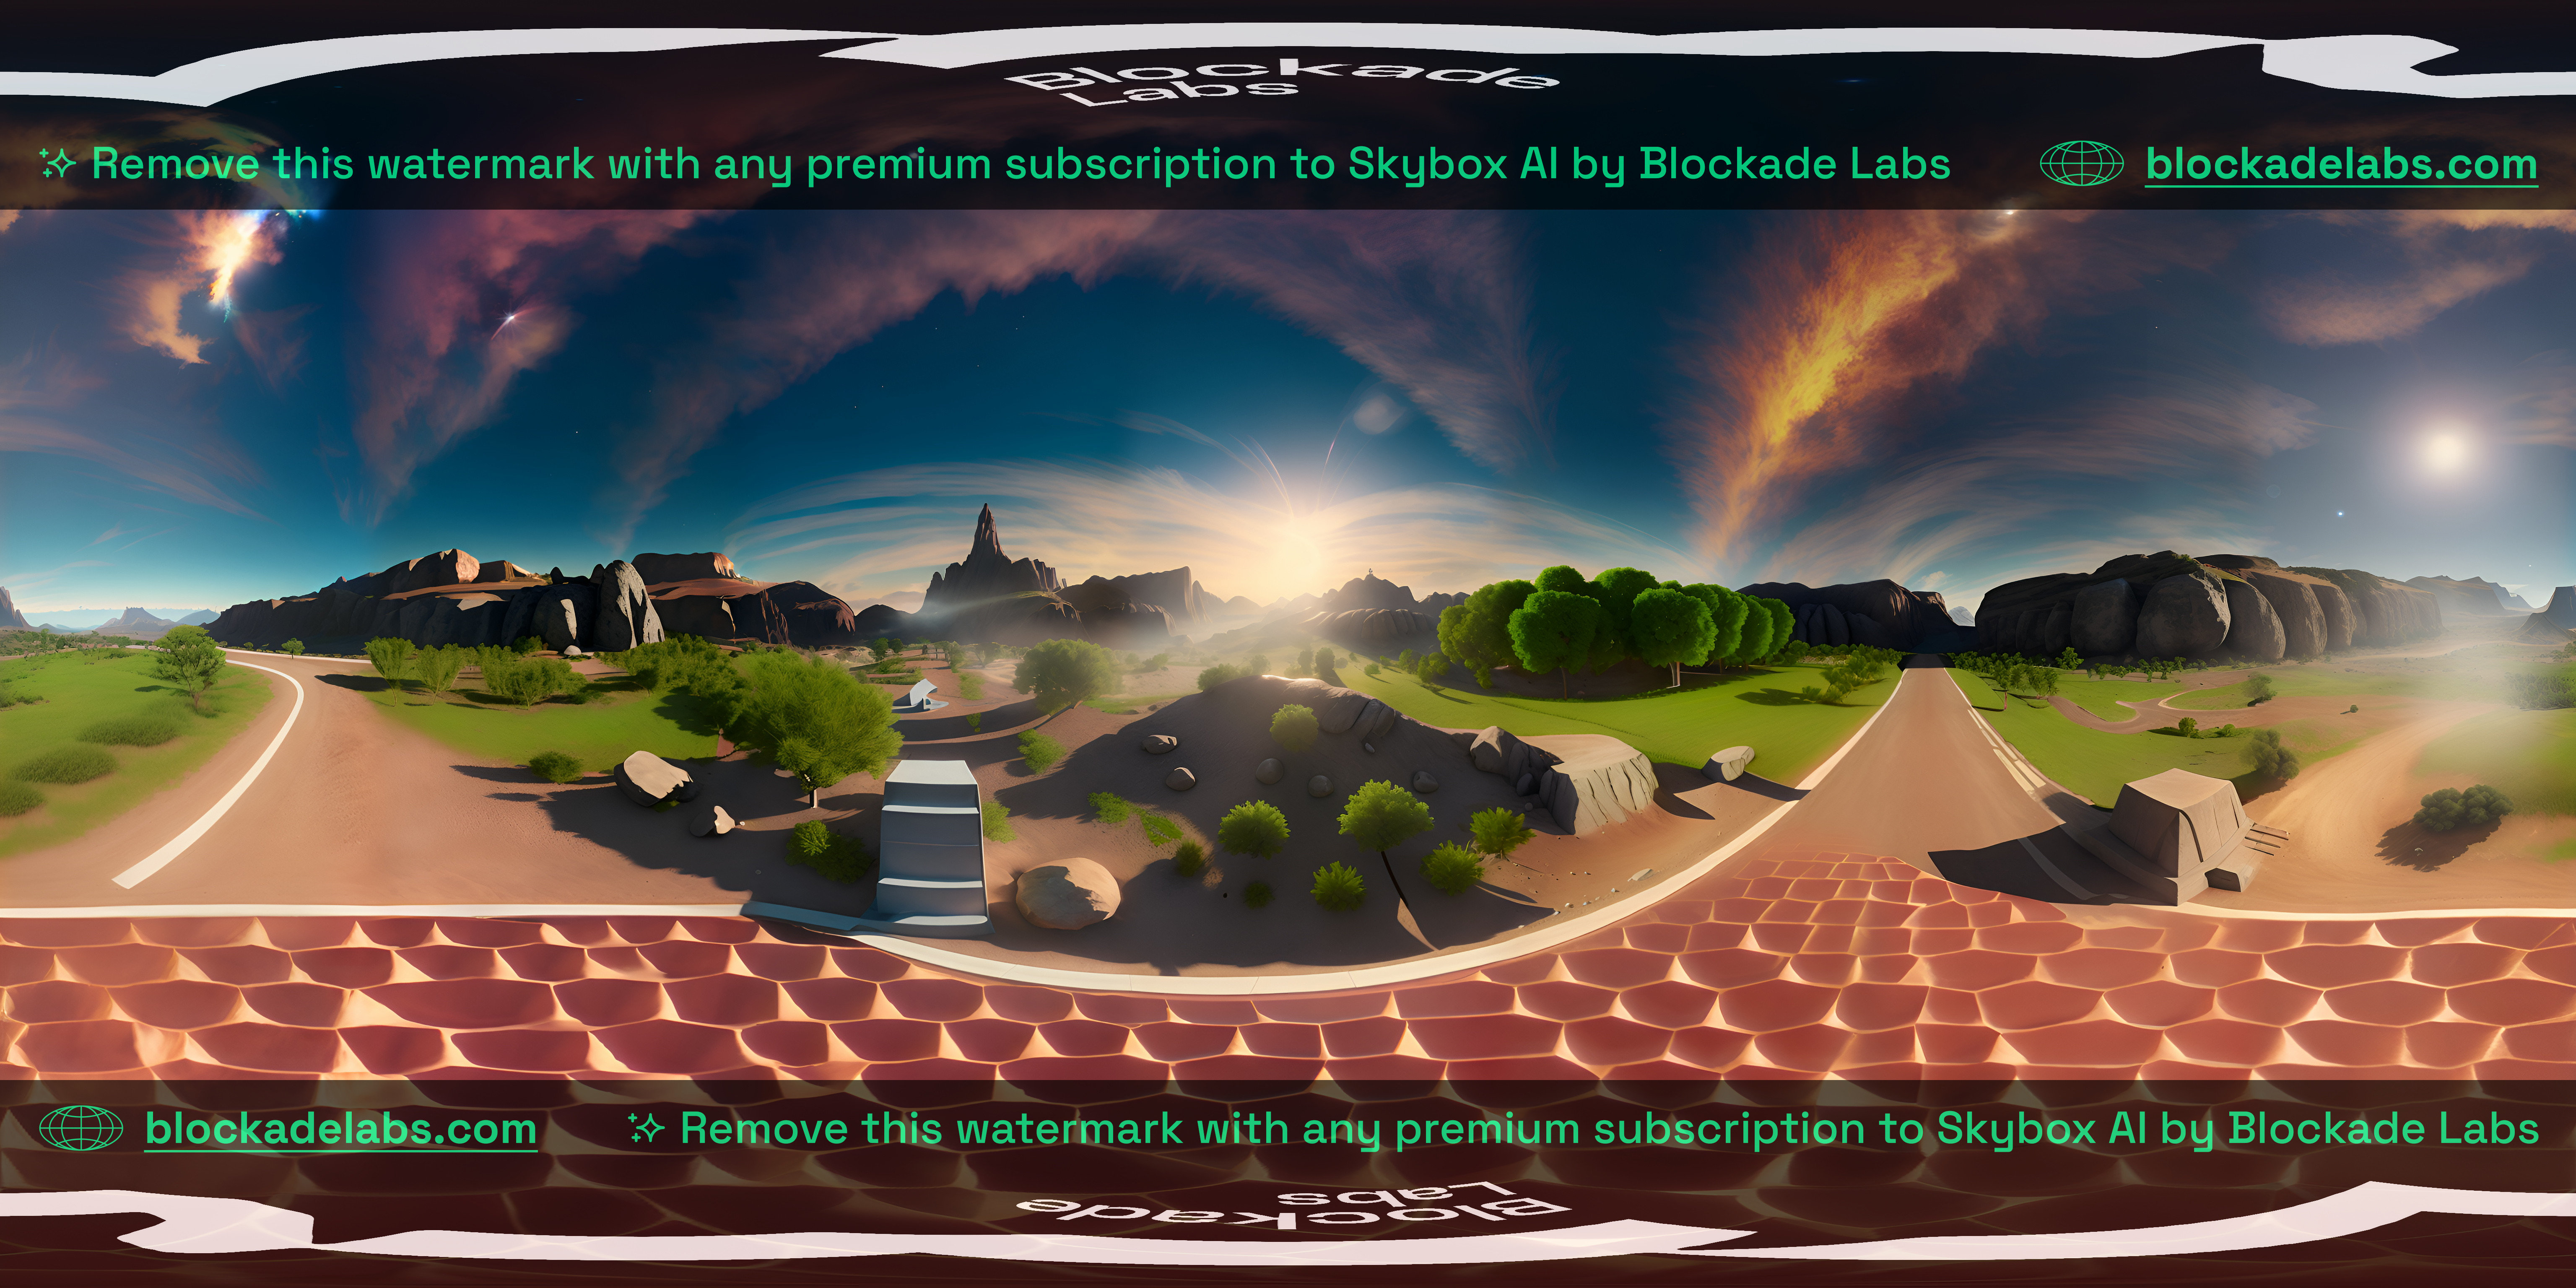 Blockade
Labs
Remove this watermark with any premium subscription to Skybox AI by Blockade Labs
blockadelabs.com
blockadelabs.com
Remove this watermark with any premium subscription to Skybox AI by Blockade Labs
Labs
Blockade